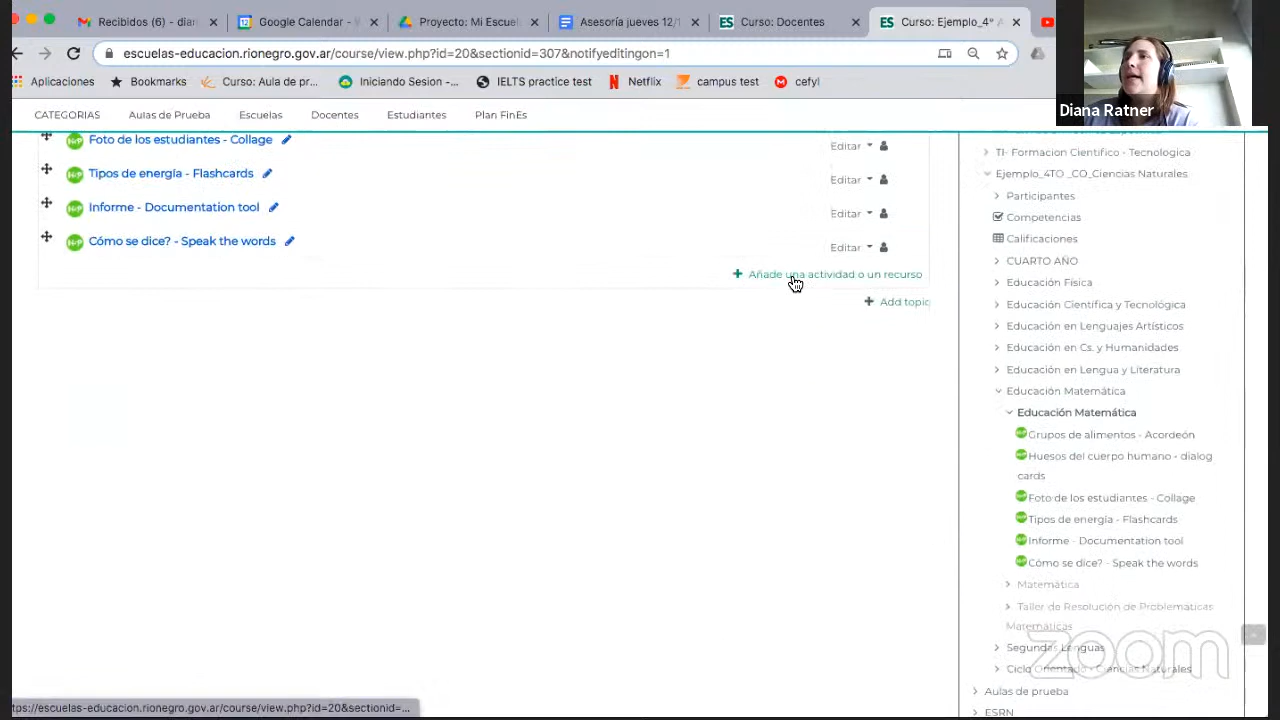 Recibidos (6) - dian
Google Calendar - V
Proyecto: Mi Escuel
Asesoría jueves 12/1
Curso: Docentes
Curso: Ejemplo_4° A
escuelas-educacion.rionegro.gov.ar/course/view.php?id=20&sectionid=307&notifyeditingon=1
Aplicaciones
Bookmarks
Curso: Aula de pr...
Iniciando Sesión -...
IELTS practice test
Netflix
campus test
cefyl
Diana Ratner
CATEGORIAS
Aulas de Prueba
Escuelas
Docentes
Estudiantes
Plan FinEs
Foto de los estudiantes - Collage
Editar
Tipos de energía - Flashcards
Editar
Informe - Documentation tool
Editar
Cómo se dice? - Speak the words
Editar
Añade una actividad o un recurso
Add topic
TI- Formacion Cientifico - Tecnologica
Ejemplo_4TO _CO_Ciencias Naturales
Participantes
Competencias
Calificaciones
CUARTO AÑO
Educación Física
Educación Científica y Tecnológica
Educación en Lenguajes Artísticos
Educación en Cs. y Humanidades
Educación en Lengua y Literatura
Educación Matemática
Educación Matemática
Grupos de alimentos - Acordeón
Huesos del cuerpo humano - dialog
cards
Foto de los estudiantes - Collage
Tipos de energía - Flashcards
Informe - Documentation tool
Cómo se dice? - Speak the words
Matemática
Taller de Resolución de Problemáticas
Matemáticas
Segundas Lenguas
Ciclo Orientado - Ciencias Naturales
Aulas de prueba
ESRN
zoom
tps://escuelas-educacion.rionegro.gov.ar/course/view.php?id=20&sectionid=...